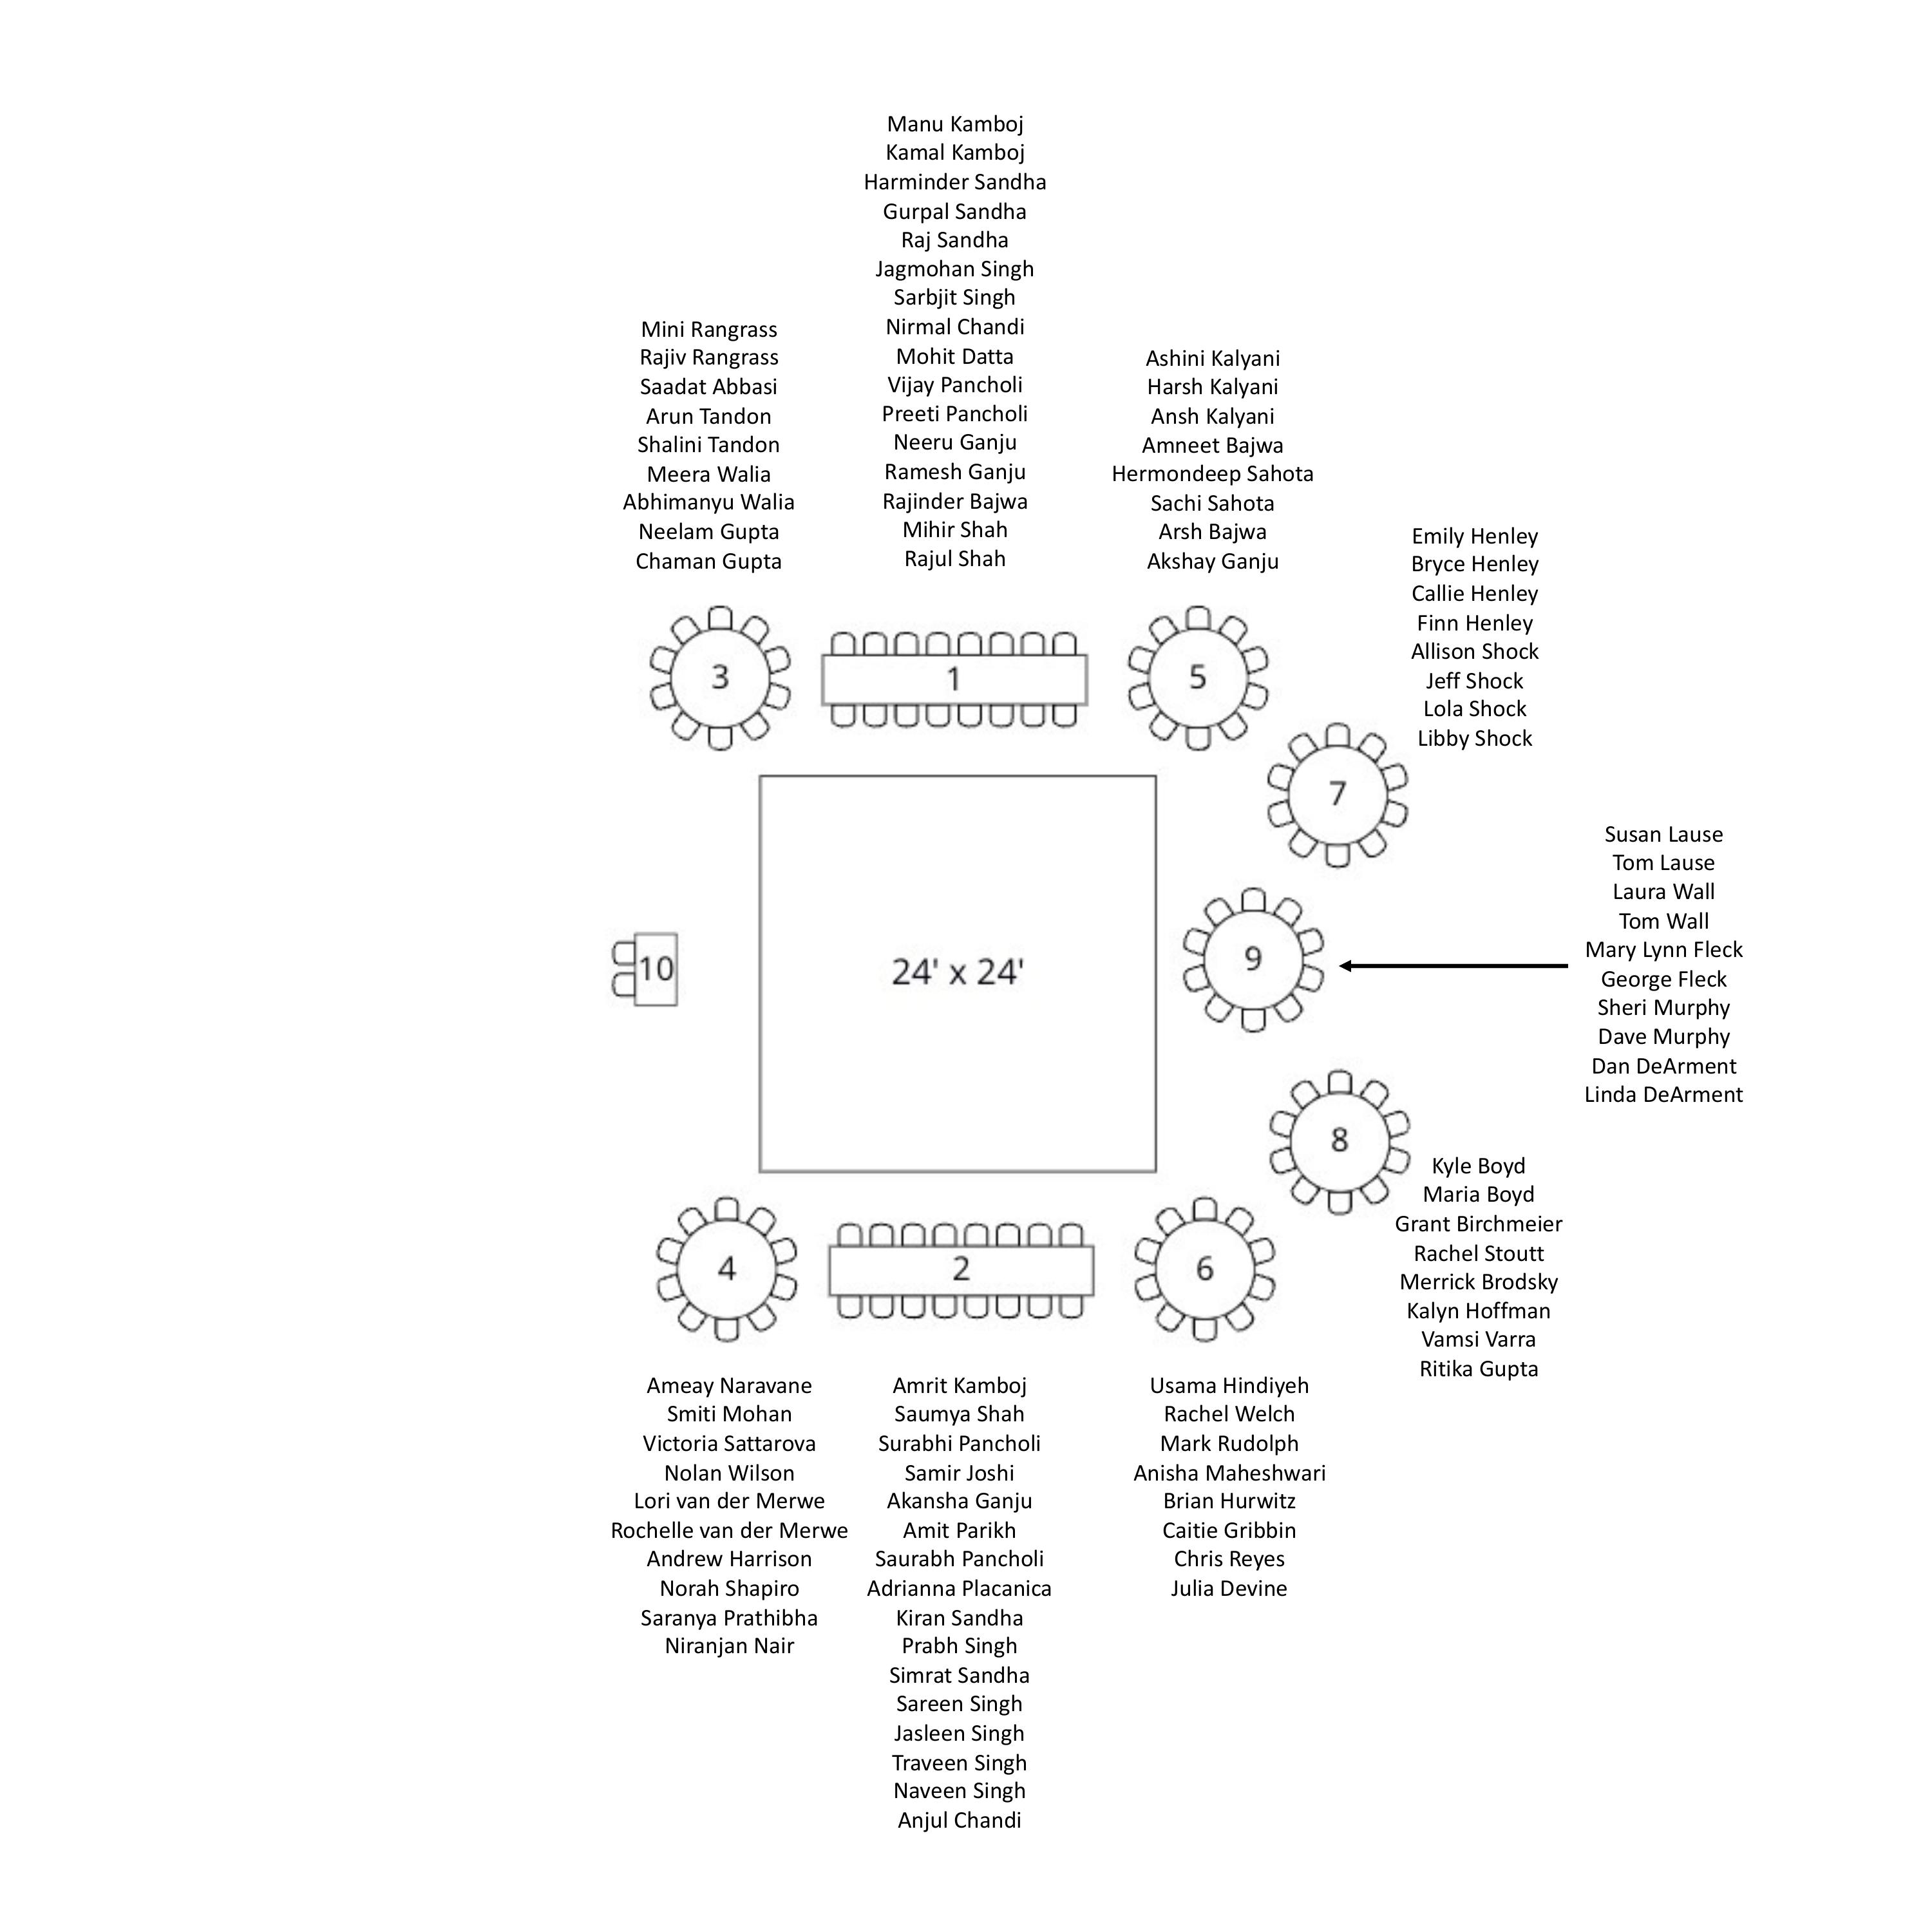 Manu Kamboj
Kamal Kamboj
Harminder Sandha
Gurpal Sandha
Raj Sandha
Jagmohan Singh
Sarbjit Singh
Nirmal Chandi
Mohit Datta
Vijay Pancholi
Preeti Pancholi
Neeru Ganju
Ramesh Ganju
Rajinder Bajwa
Mihir Shah
Rajul Shah
Mini Rangrass
Rajiv Rangrass
Saadat Abbasi
Arun Tandon
Shalini Tandon
Meera Walia
Abhimanyu Walia
Neelam Gupta
Chaman Gupta
Ashini Kalyani
Harsh Kalyani
Ansh Kalyani
Amneet Bajwa
Hermondeep Sahota
Sachi Sahota
Arsh Bajwa
Akshay Ganju
Emily Henley
Bryce Henley
Callie Henley
Finn Henley
Allison Shock
Jeff Shock
Lola Shock
Libby Shock
3
1
5
7
Susan Lause
Tom Lause
Laura Wall
Tom Wall
Mary Lynn Fleck
George Fleck
Sheri Murphy
Dave Murphy
Dan DeArment
Linda DeArment
10
24' x 24'
9
8
Kyle Boyd
Maria Boyd
Grant Birchmeier
Rachel Stoutt
Merrick Brodsky
Kalyn Hoffman
Vamsi Varra
Ritika Gupta
4
2
6
Ameay Naravane
Smiti Mohan
Victoria Sattarova
Nolan Wilson
Lori van der Merwe
Rochelle van der Merwe
Andrew Harrison
Norah Shapiro
Saranya Prathibha
Niranjan Nair
Amrit Kamboj
Saumya Shah
Surabhi Pancholi
Samir Joshi
Akansha Ganju
Amit Parikh
Saurabh Pancholi
Adrianna Placanica
Kiran Sandha
Prabh Singh
Simrat Sandha
Sareen Singh
Jasleen Singh
Traveen Singh
Naveen Singh
Anjul Chandi
Usama Hindiyeh
Rachel Welch
Mark Rudolph
Anisha Maheshwari
Brian Hurwitz
Caitie Gribbin
Chris Reyes
Julia Devine